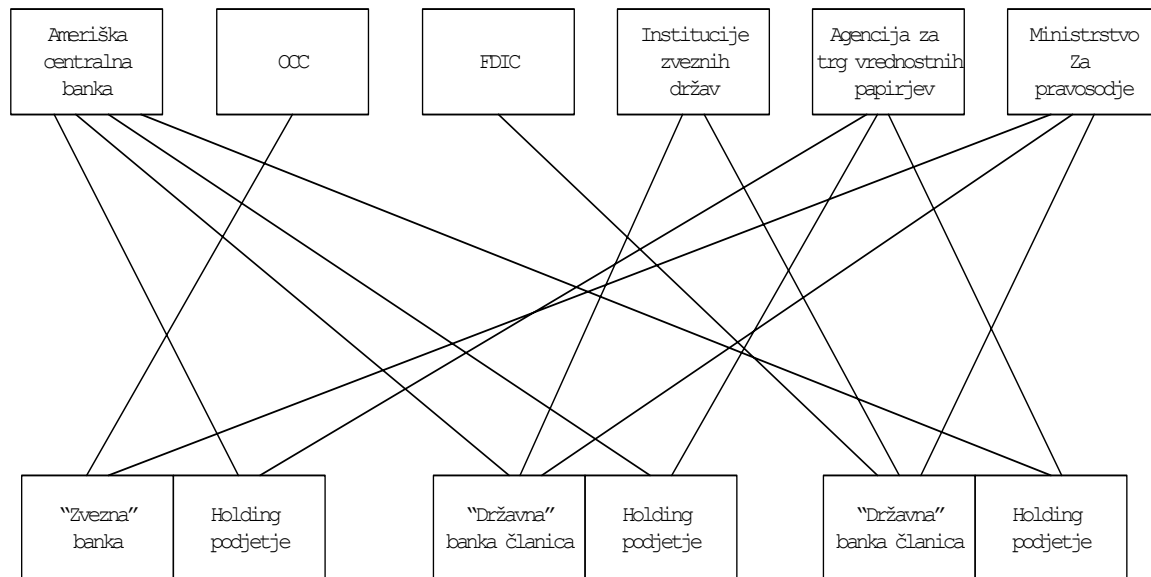 Ameriška
centralna
banka
OCC
FDIC
Institucije
zveznih
držav
Agencija za
trg vrednostnih
papirjev
Ministrstvo
Za
pravosodje
“Zvezna”
banka
Holding
podjetje
“Državna”
banka članica
Holding
podjetje
“Državna”
banka članica
Holding
podjetje